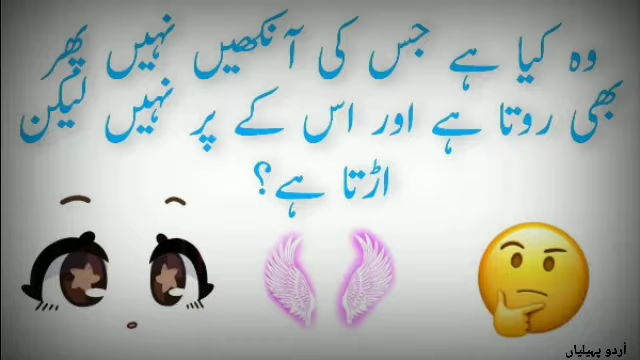 وہ کیا ہے جس کی آنکھیں نہیں پھر
بھی روتا ہے اور اس کے پر نہیں لیکن
اڑتا ہے؟
اُردو پہیلیاں